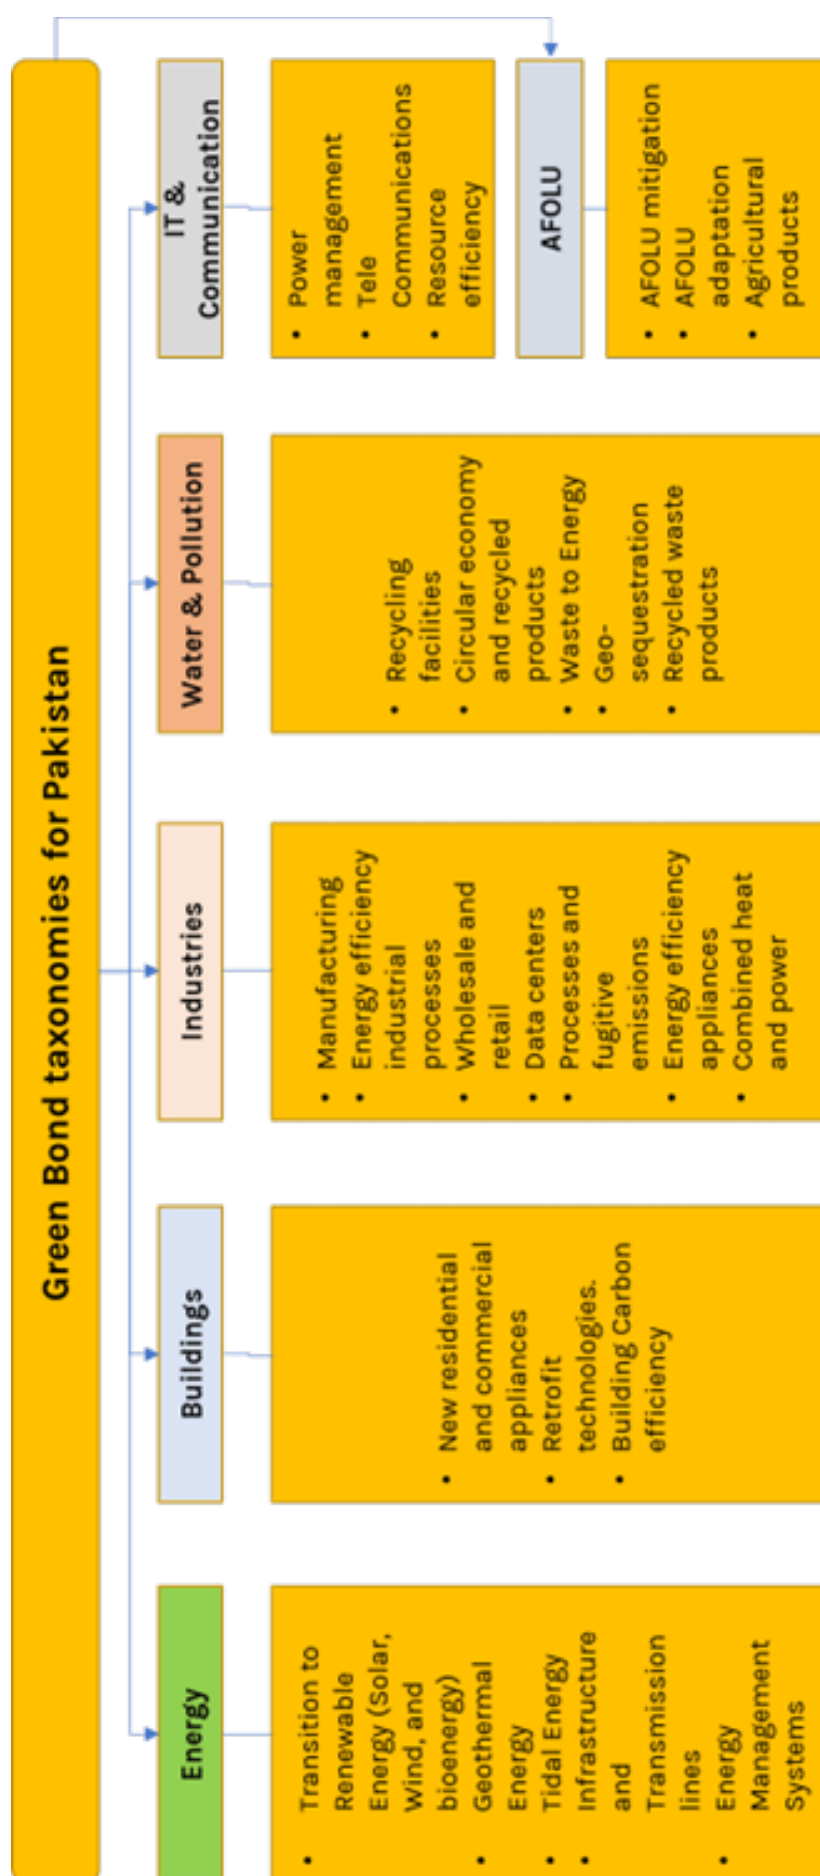 Green Bond taxonomies for Pakistan
Energy
• Transition to
Renewable
Energy (Solar,
Wind, and
bioenergy)
• Geothermal
Energy
• Tidal Energy
• Infrastructure
and
Transmission
lines
• Energy
Management
Systems
Buildings
• New residential
and commercial
appliances
• Retrofit
technologies.
• Building Carbon
efficiency
Industries
• Manufacturing
• Energy efficiency
industrial
processes
• Wholesale and
retail
• Data centers
• Processes and
fugitive
emissions
• Energy efficiency
appliances
• Combined heat
and power
Water & Pollution
• Recycling
facilities
• Circular economy
and recycled
products
• Waste to Energy
• Geo-
sequestration
• Recycled waste
products
IT &
Communication
• Power
management
• Tele
Communications
• Resource
efficiency
AFOLU
• AFOLU mitigation
• AFOLU
adaptation
• Agricultural
products